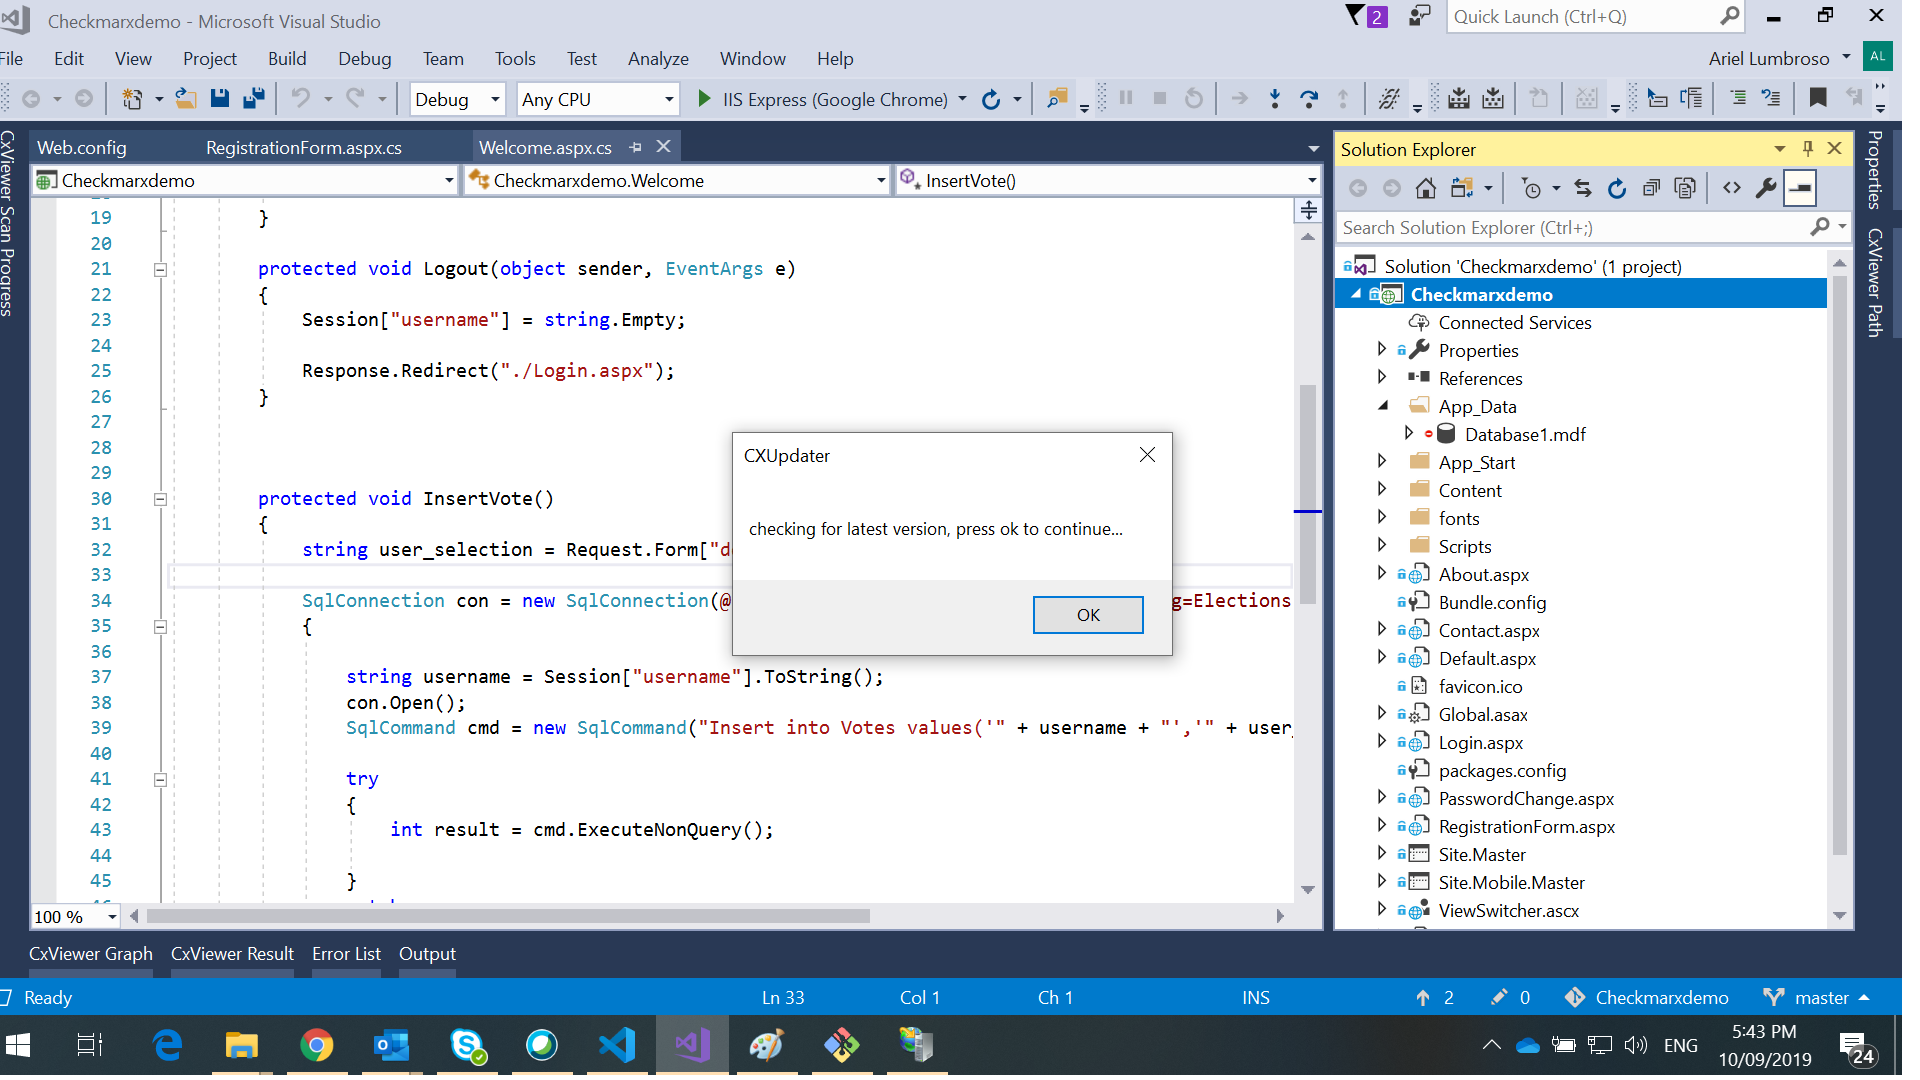 Checkmarxdemo - Microsoft Visual Studio
2
Quick Launch (Ctrl+Q)
File Edit View Project Build Debug Team Tools Test Analyze Window Help
Ariel Lumbroso
AL
Debug
Any CPU
IIS Express (Google Chrome)
CxViewer Scan Progress
Web.config
RegistrationForm.aspx.cs
Welcome.aspx.cs
Checkmarxdemo
Checkmarxdemo.Welcome
InsertVote()
19 }
20
21 protected void Logout(object sender, EventArgs e)
22 {
23 Session["username"] = string.Empty;
24
25 Response.Redirect("./Login.aspx");
26 }
27
28
29
30 protected void InsertVote()
31 {
32 string user_selection = Request.Form["d
33
34 SqlConnection con = new SqlConnection(@ g=Elections
35 {
36
37 string username = Session["username"].ToString();
38 con.Open();
39 SqlCommand cmd = new SqlCommand("Insert into Votes values('" + username + "','" + user_
40
41 try
42 {
43 int result = cmd.ExecuteNonQuery();
44
45 }
CXUpdater
checking for latest version, press ok to continue...
OK
100 %
Solution Explorer
Search Solution Explorer (Ctrl+;)
Solution 'Checkmarxdemo' (1 project)
Checkmarxdemo
Connected Services
Properties
References
App_Data
Database1.mdf
App_Start
Content
fonts
Scripts
About.aspx
Bundle.config
Contact.aspx
Default.aspx
favicon.ico
Global.asax
Login.aspx
packages.config
PasswordChange.aspx
RegistrationForm.aspx
Site.Master
Site.Mobile.Master
ViewSwitcher.ascx
Properties
CxViewer Path
CxViewer Graph
CxViewer Result
Error List
Output
Ready
Ln 33
Col 1
Ch 1
INS
2
0
Checkmarxdemo
master
ENG
5:43 PM
10/09/2019
24